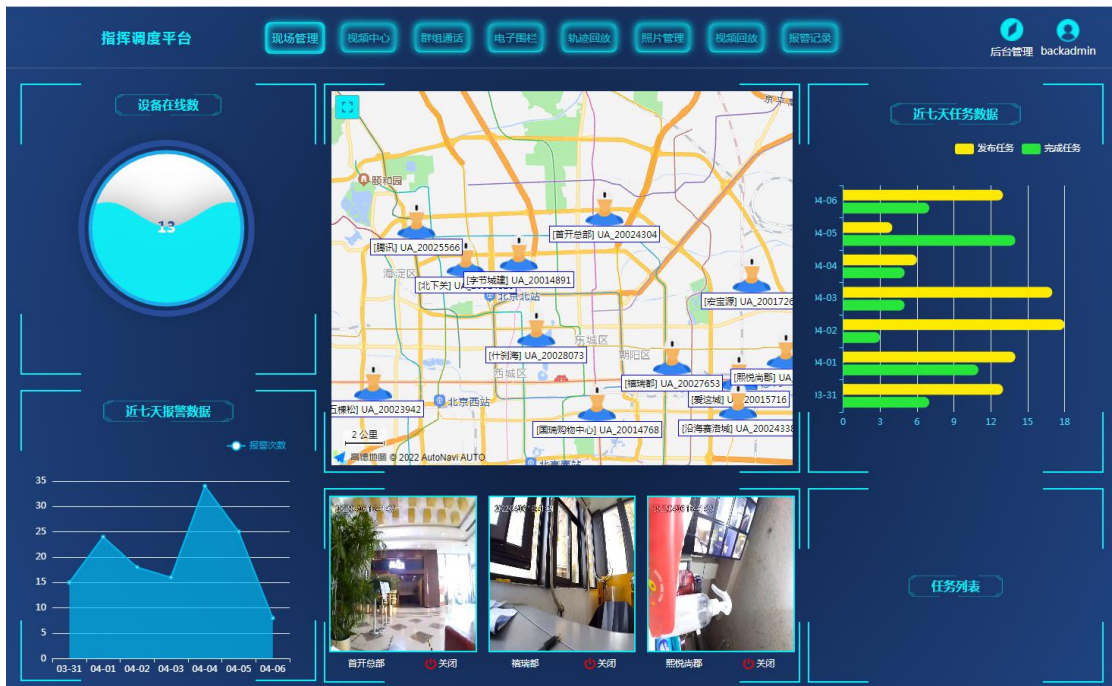 指挥调度平台
现场管理
视频中心
群组通话
电子围栏
轨迹回放
照片管理
视频回放
报警记录
后台管理
backadmin
设备在线数
13
近七天报警数据
报警次数
35
30
25
20
15
10
5
0
03-31 04-01 04-02 04-03 04-04 04-05 04-06
颐和园
[首开总部] UA_20024304
[腾讯] UA_20025566
海淀区
[北下关]
[字节域建] UA_20014891
北京北站
[宏宝源] UA_2001726
东城区
[什刹海] UA_20028073
朝阳区
西城区
[禧瑞都] UA_20027653
[熙悦尚郡] UA_
[爱这城] U
20015716
五棵松] UA_20023942
北京西站
[国瑞购物中心] UA_20014768
[沿海赛洛城] UA_20024338
2 公里
高德地图 © 2022 AutoNavi AUTO
首开总部
关闭
禧瑞都
关闭
熙悦尚郡
关闭
近七天任务数据
发布任务
完成任务
04-06
04-05
04-04
04-03
04-02
04-01
03-31
0 3 6 9 12 15 18
任务列表